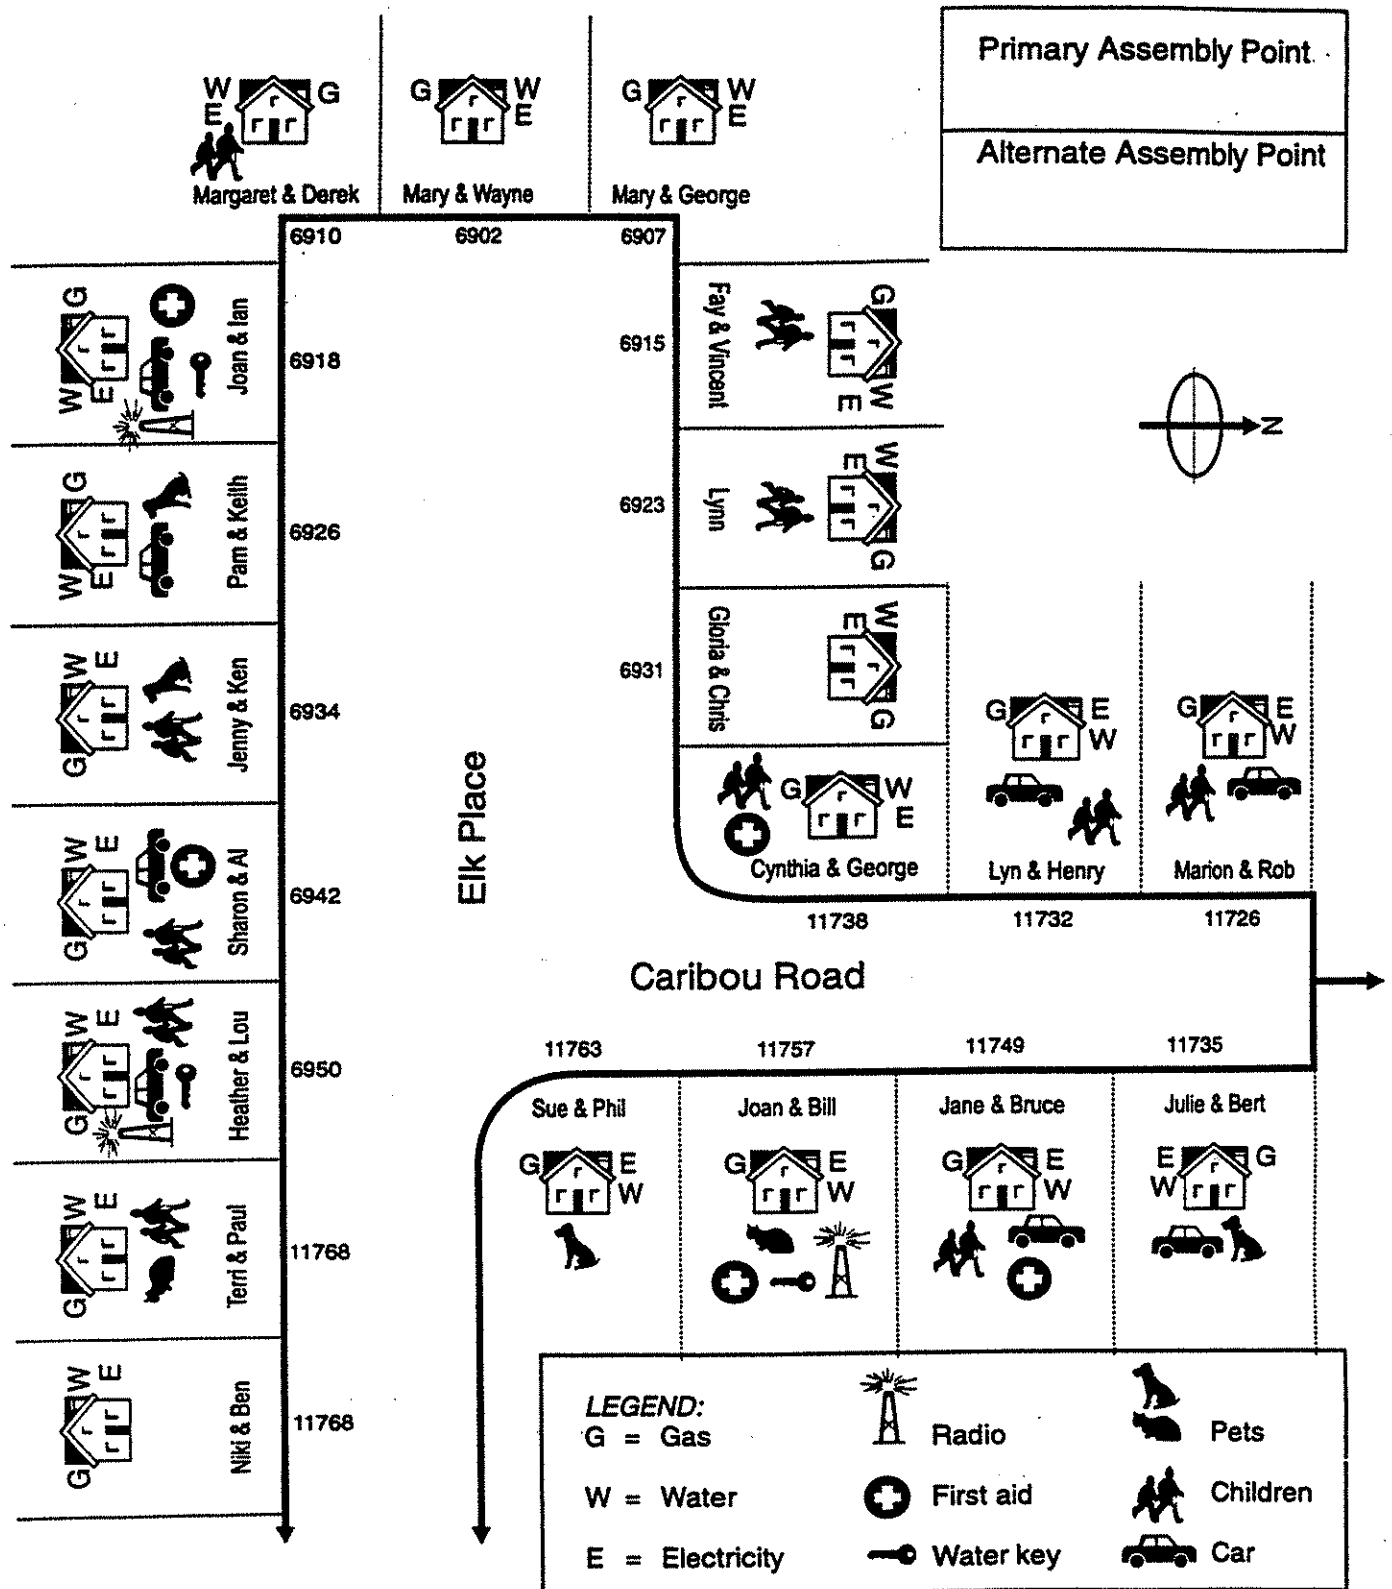 Primary Assembly Point
Alternate Assembly Point
W
E
G
Margaret & Derek
G
W
E
Mary & Wayne
G
W
E
Mary & George
6910
6902
6907
G
W
E
Joan & Ian
6918
G
W
E
Pam & Keith
6926
G
W
E
Jenny & Ken
6934
G
W
E
Sharon & Al
6942
G
W
E
Heather & Lou
6950
G
W
E
Terri & Paul
11768
G
W
E
Niki & Ben
11768
Elk Place
6915
Fay & Vincent
G
W
E
6923
Lynn
W
E
G
6931
Gloria & Chris
W
E
G
N
G
W
E
Cynthia & George
11738
G
E
W
Lyn & Henry
11732
G
E
W
Marion & Rob
11726
Caribou Road
11763
11757
11749
11735
Sue & Phil
G
E
W
Joan & Bill
G
E
W
Jane & Bruce
G
E
W
Julie & Bert
E
W
G
LEGEND:
G = Gas
W = Water
E = Electricity
Radio
First aid
Water key
Pets
Children
Car